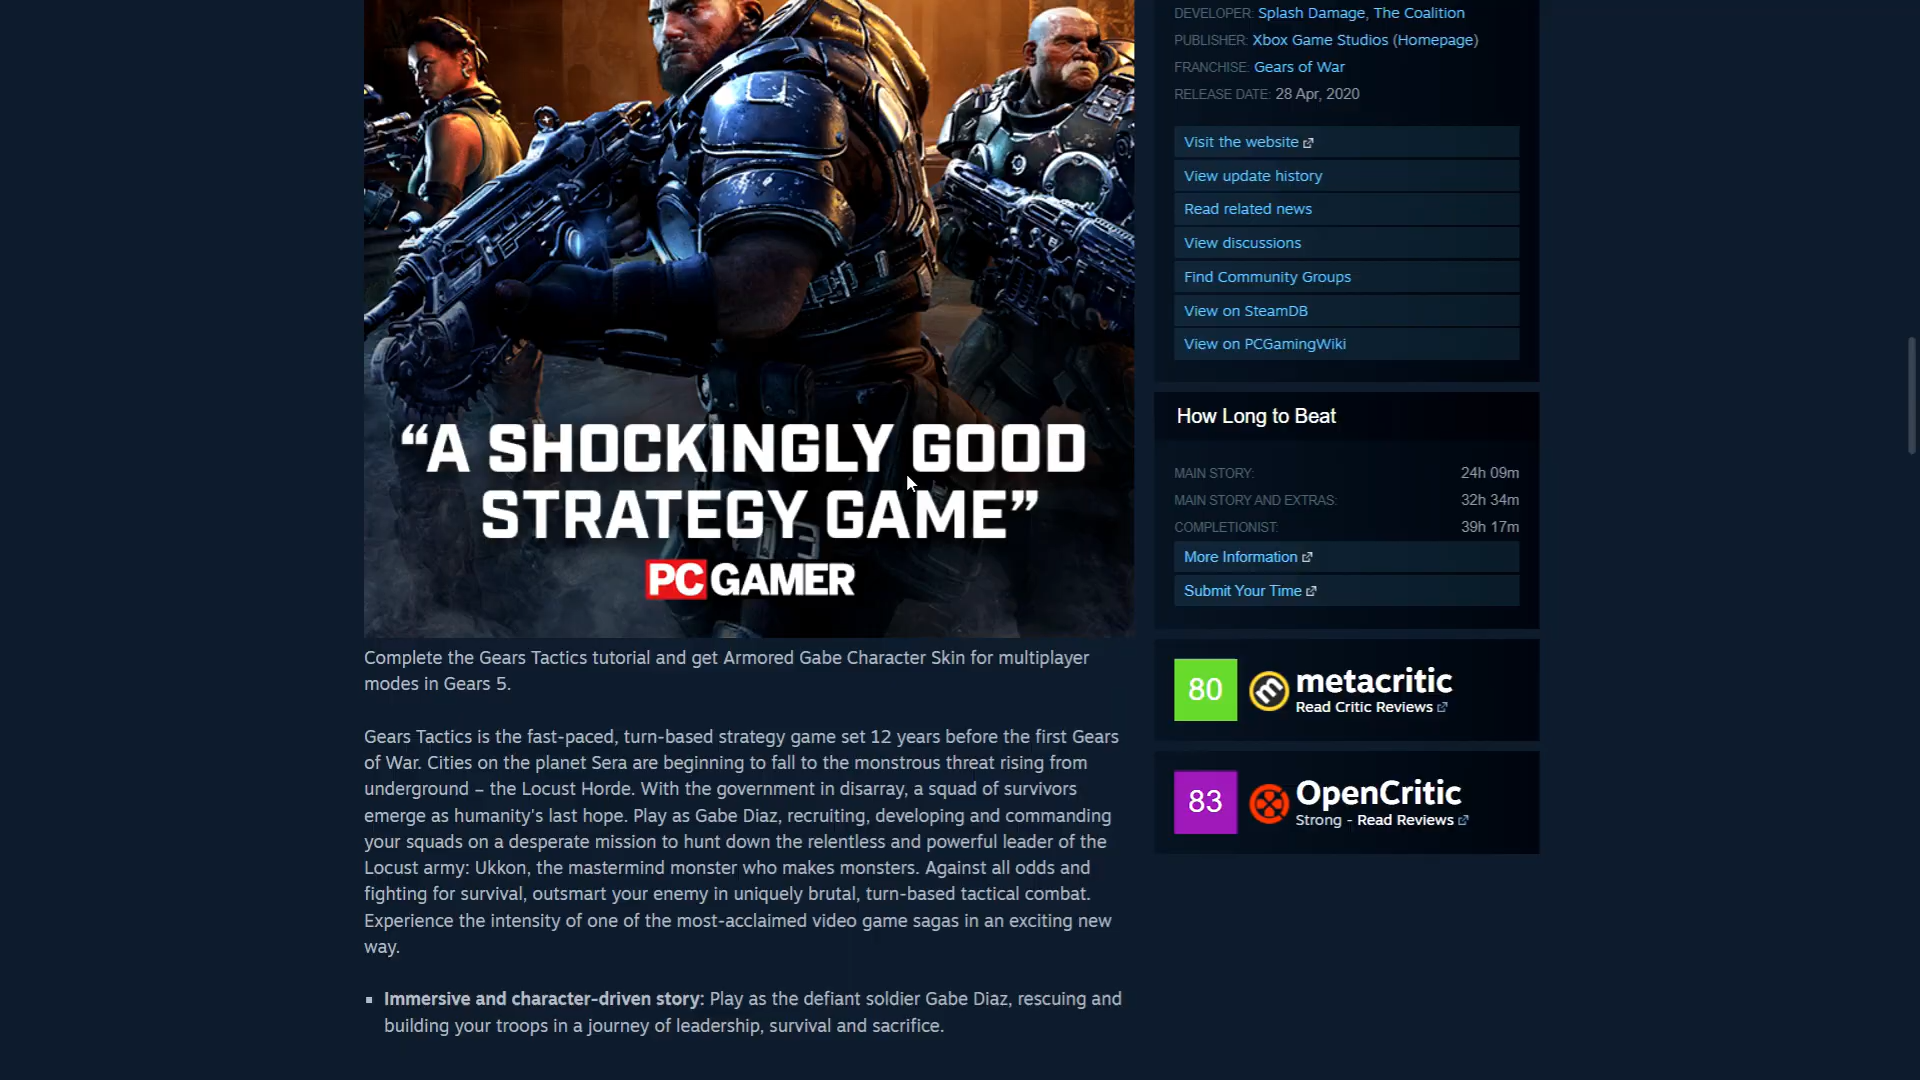 DEVELOPER: Splash Damage, The Coalition
PUBLISHER: Xbox Game Studios (Homepage)
FRANCHISE: Gears of War
RELEASE DATE: 28 Apr, 2020
Visit the website
View update history
Read related news
View discussions
Find Community Groups
View on SteamDB
View on PCGamingWiki
“A SHOCKINGLY GOOD
STRATEGY GAME”
PC GAMER
How Long to Beat
MAIN STORY: 24h 09m
MAIN STORY AND EXTRAS: 32h 34m
COMPLETIONIST: 39h 17m
More Information
Submit Your Time
80 metacritic
Read Critic Reviews
83 OpenCritic
Strong - Read Reviews
Complete the Gears Tactics tutorial and get Armored Gabe Character Skin for multiplayer
modes in Gears 5.
Gears Tactics is the fast-paced, turn-based strategy game set 12 years before the first Gears
of War. Cities on the planet Sera are beginning to fall to the monstrous threat rising from
underground – the Locust Horde. With the government in disarray, a squad of survivors
emerge as humanity’s last hope. Play as Gabe Diaz, recruiting, developing and commanding
your squads on a desperate mission to hunt down the relentless and powerful leader of the
Locust army: Ukkon, the mastermind monster who makes monsters. Against all odds and
fighting for survival, outsmart your enemy in uniquely brutal, turn-based tactical combat.
Experience the intensity of one of the most-acclaimed video game sagas in an exciting new
way.
Immersive and character-driven story: Play as the defiant soldier Gabe Diaz, rescuing and
building your troops in a journey of leadership, survival and sacrifice.